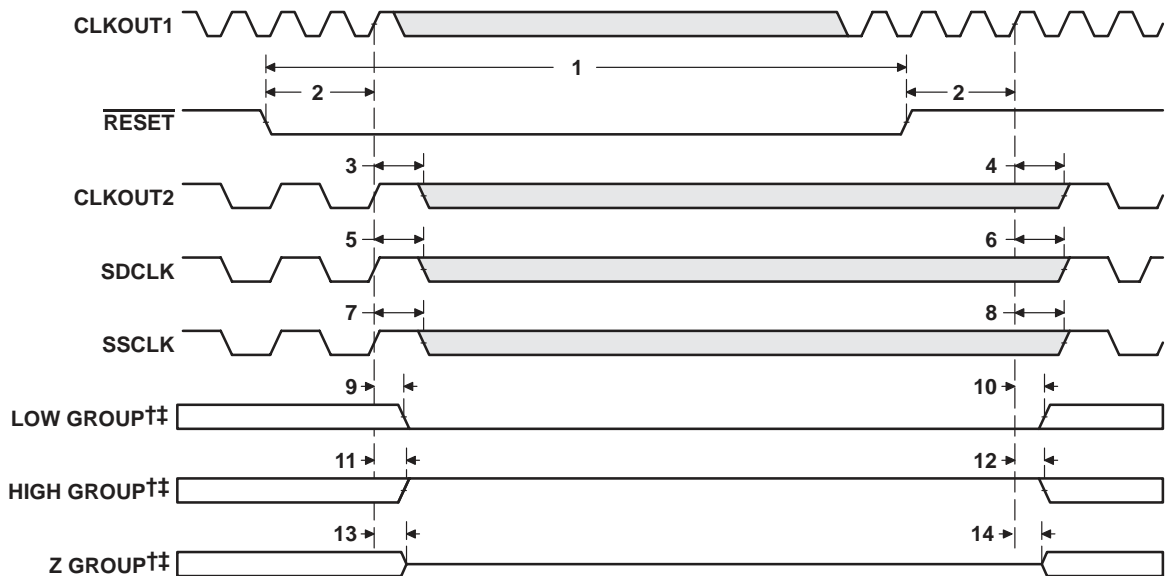 CLKOUT1
1
2 2
RESET
3 4
CLKOUT2
5 6
SDCLK
7 8
SSCLK
9 10
LOW GROUP†‡
11 12
HIGH GROUP†‡
13 14
Z GROUP†‡